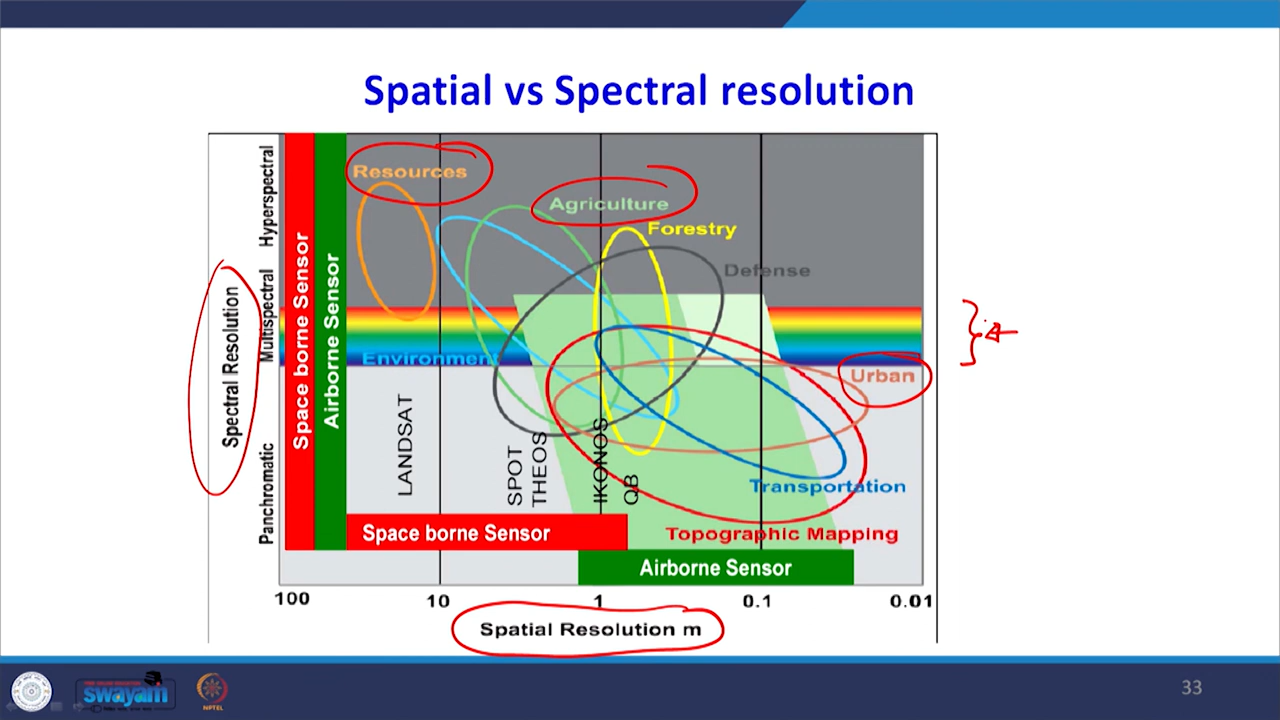 Spatial vs Spectral resolution
Spectral Resolution
Hyperspectral
Multispectral
Panchromatic
Space borne Sensor
Airborne Sensor
Resources
Agriculture
Forestry
Defense
Environment
Urban
LANDSAT
SPOT
THEOS
IKONOS
QB
Transportation
Topographic Mapping
Space borne Sensor
Airborne Sensor
100 10 1 0.1 0.01
Spatial Resolution m
swayam
NPTEL
33